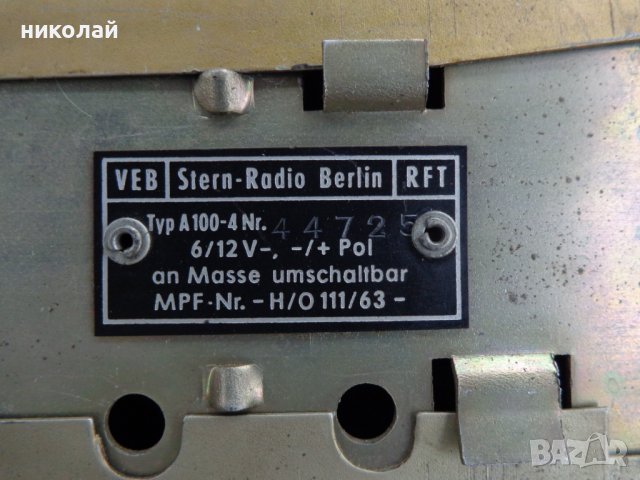 николай
VEB Stern-Radio Berlin RFT
Typ A100-4 Nr. 44725
6/12 V-, -/+ Pol
an Masse umschaltbar
MPF-Nr. - H/O 111/63 -
BAZAR